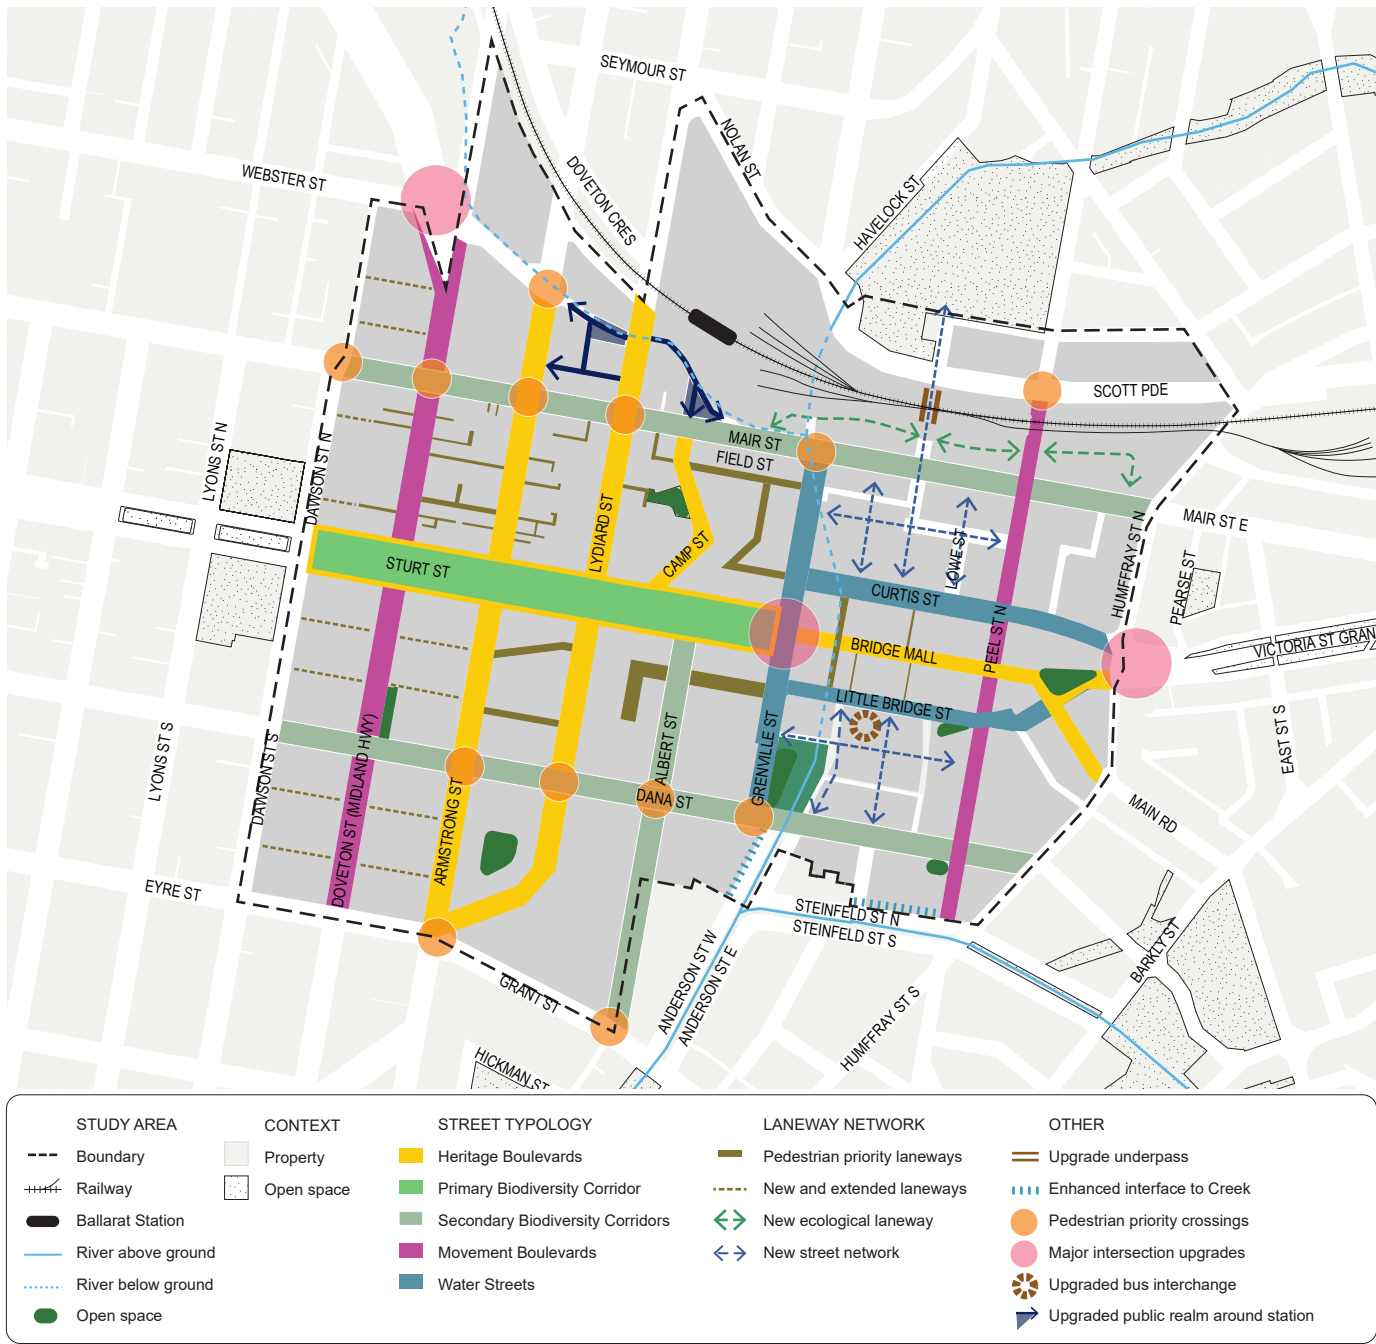 SEYMOUR ST
NOLAN ST
DOVETON CRES
WEBSTER ST
HAVELOCK ST
SCOTT PDE
LYONS ST N
DAWSON ST N
MAIR ST
FIELD ST
MAIR ST E
LYDIARD ST
CAMP ST
LOWE ST
HUMFFRAY ST N
PEARSE ST
STURT ST
CURTIS ST
PEEL ST N
VICTORIA ST GRAN
BRIDGE MALL
LITTLE BRIDGE ST
LYONS ST S
DAWSON ST S
DOVETON ST (MIDLAND HWY)
ARMSTRONG ST
ALBERT ST
GRENVILLE ST
EAST ST S
DANA ST
MAIN RD
EYRE ST
STEINFELD ST N
STEINFELD ST S
GRANT ST
ANDERSON ST W
ANDERSON ST E
BARKLY ST
HUMFFRAY ST S
HICKMAN ST
STUDY AREA
Boundary
Railway
Ballarat Station
River above ground
River below ground
Open space
CONTEXT
Property
Open space
STREET TYPOLOGY
Heritage Boulevards
Primary Biodiversity Corridor
Secondary Biodiversity Corridors
Movement Boulevards
Water Streets
LANEWAY NETWORK
Pedestrian priority laneways
New and extended laneways
New ecological laneway
New street network
OTHER
Upgrade underpass
Enhanced interface to Creek
Pedestrian priority crossings
Major intersection upgrades
Upgraded bus interchange
Upgraded public realm around station